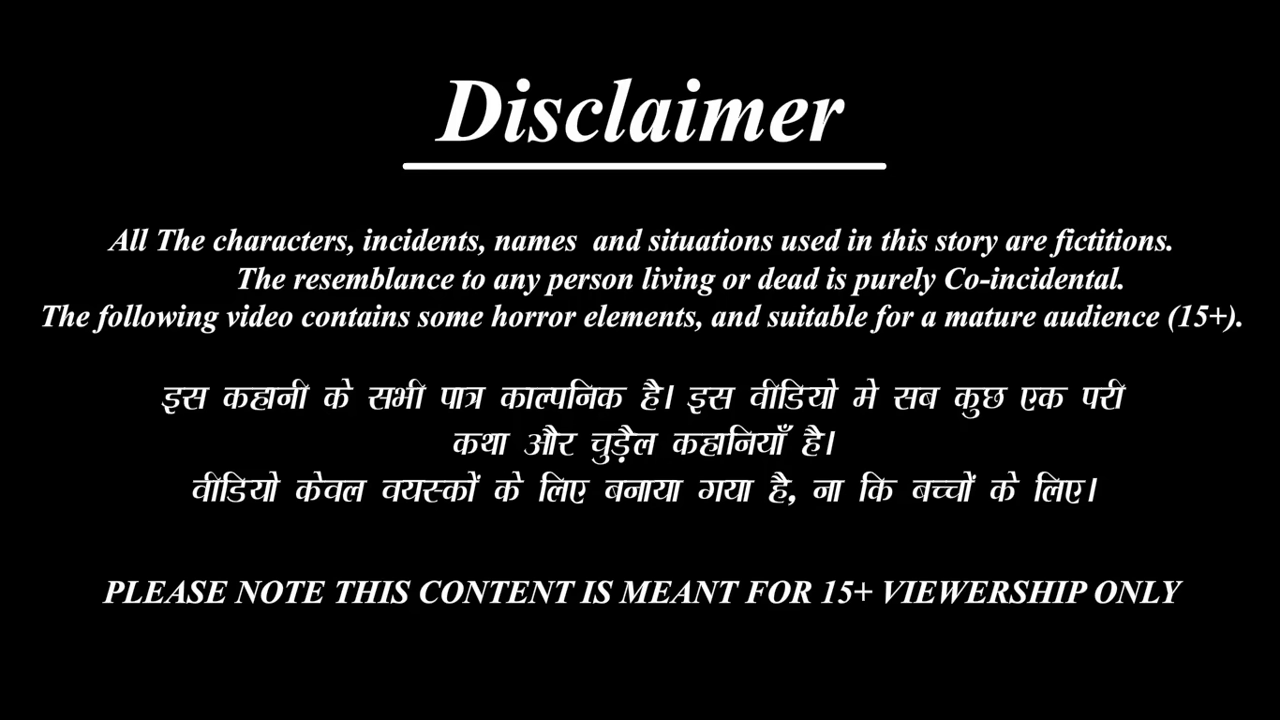 Disclaimer
All The characters, incidents, names and situations used in this story are fictitions.
The resemblance to any person living or dead is purely Co-incidental.
The following video contains some horror elements, and suitable for a mature audience (15+).
इस कहानी के सभी पात्र काल्पनिक है। इस वीडियो मे सब कुछ एक परी
कथा और चुड़ैल कहानियाँ है।
वीडियो केवल वयस्कों के लिए बनाया गया है, ना कि बच्चों के लिए।
PLEASE NOTE THIS CONTENT IS MEANT FOR 15+ VIEWERSHIP ONLY